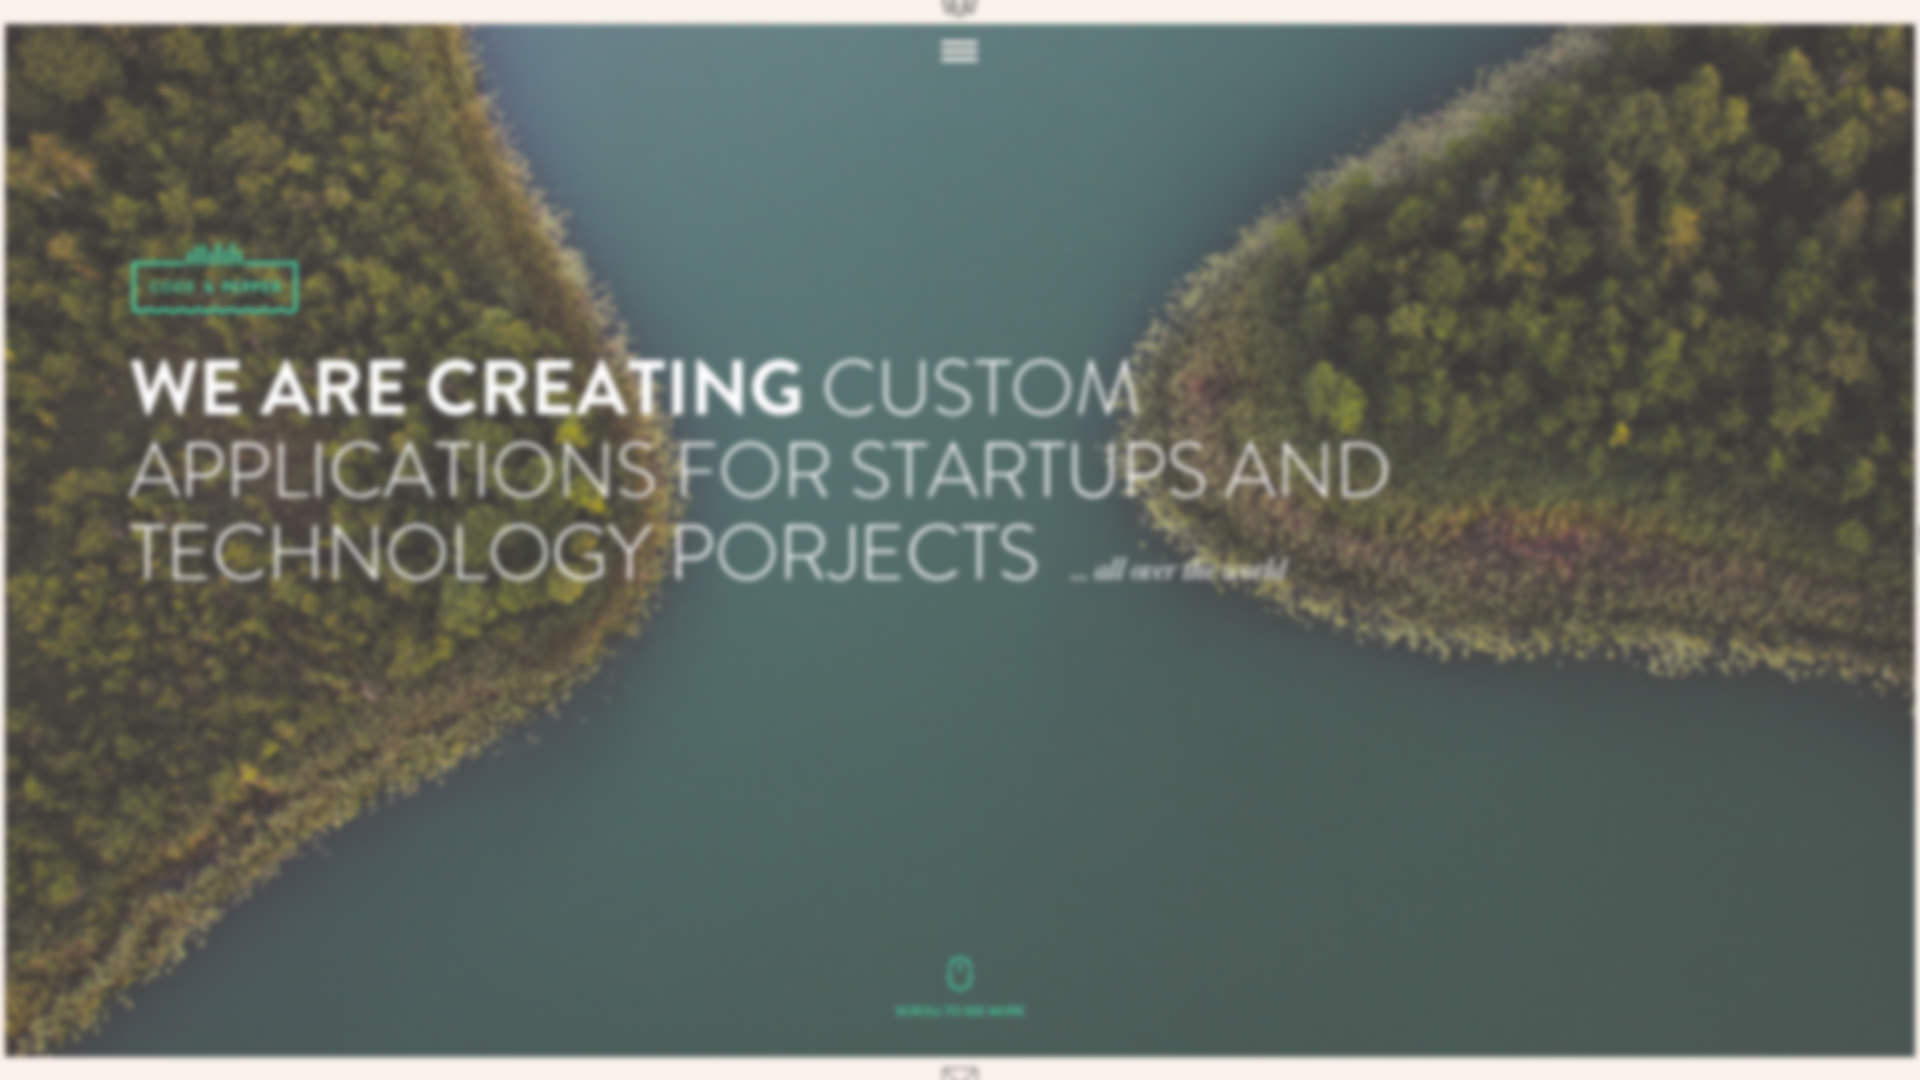 CODE & PEPPER
WE ARE CREATING CUSTOM
APPLICATIONS FOR STARTUPS AND
TECHNOLOGY PORJECTS ... all over the world
SCROLL TO SEE MORE